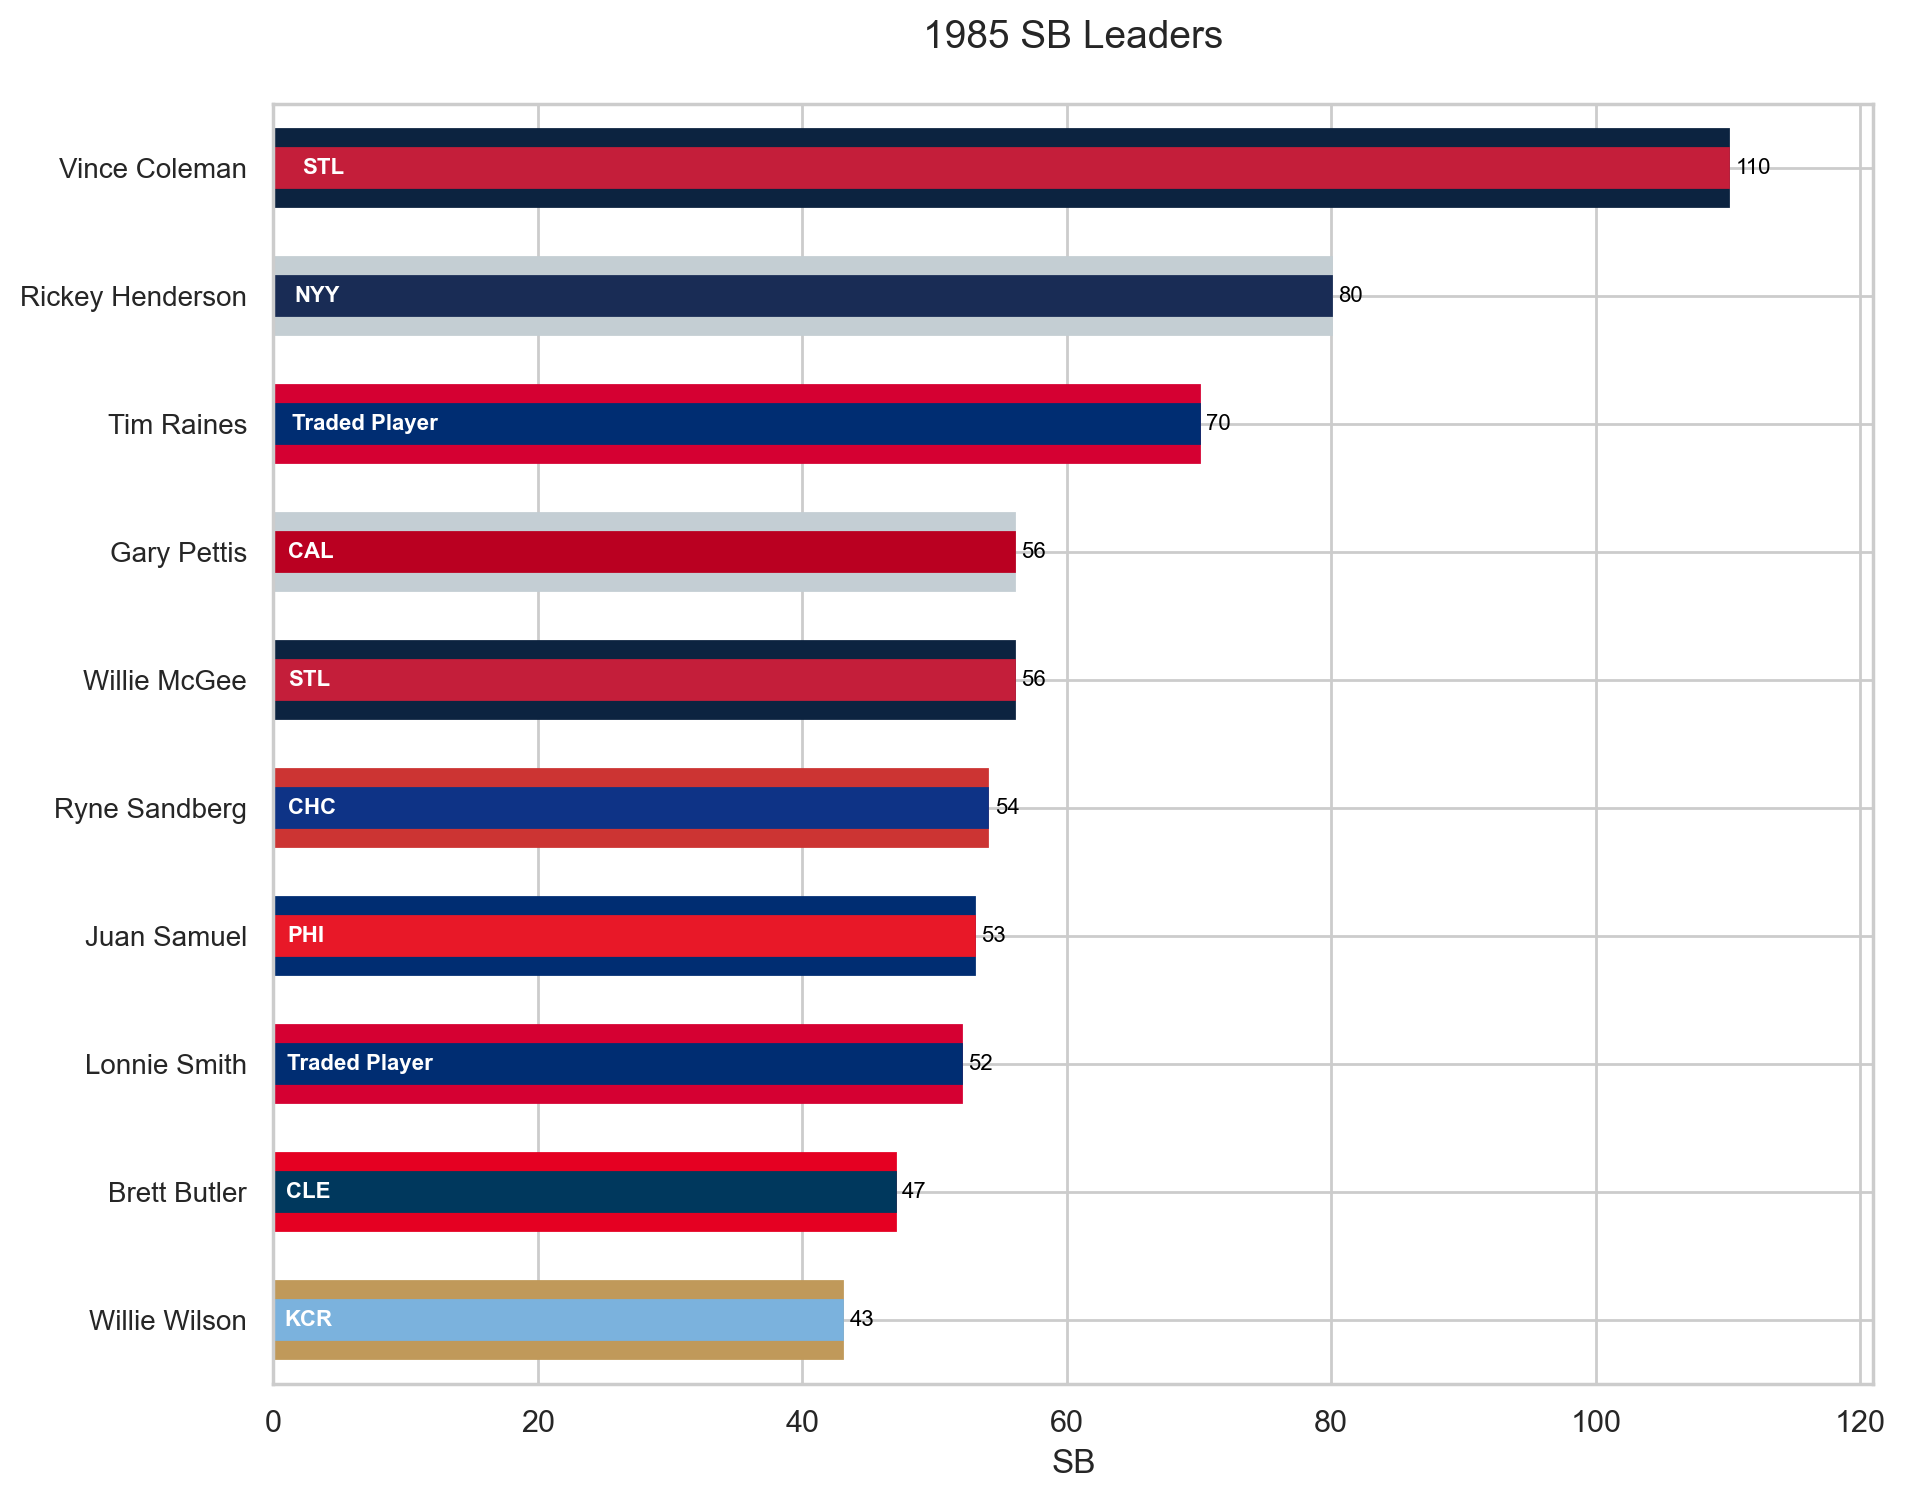 1985 SB Leaders
Vince Coleman
STL
110
Rickey Henderson
NYY
80
Tim Raines
Traded Player
70
Gary Pettis
CAL
56
Willie McGee
STL
56
Ryne Sandberg
CHC
54
Juan Samuel
PHI
53
Lonnie Smith
Traded Player
52
Brett Butler
CLE
47
Willie Wilson
KCR
43
0 20 40 60 80 100 120
SB